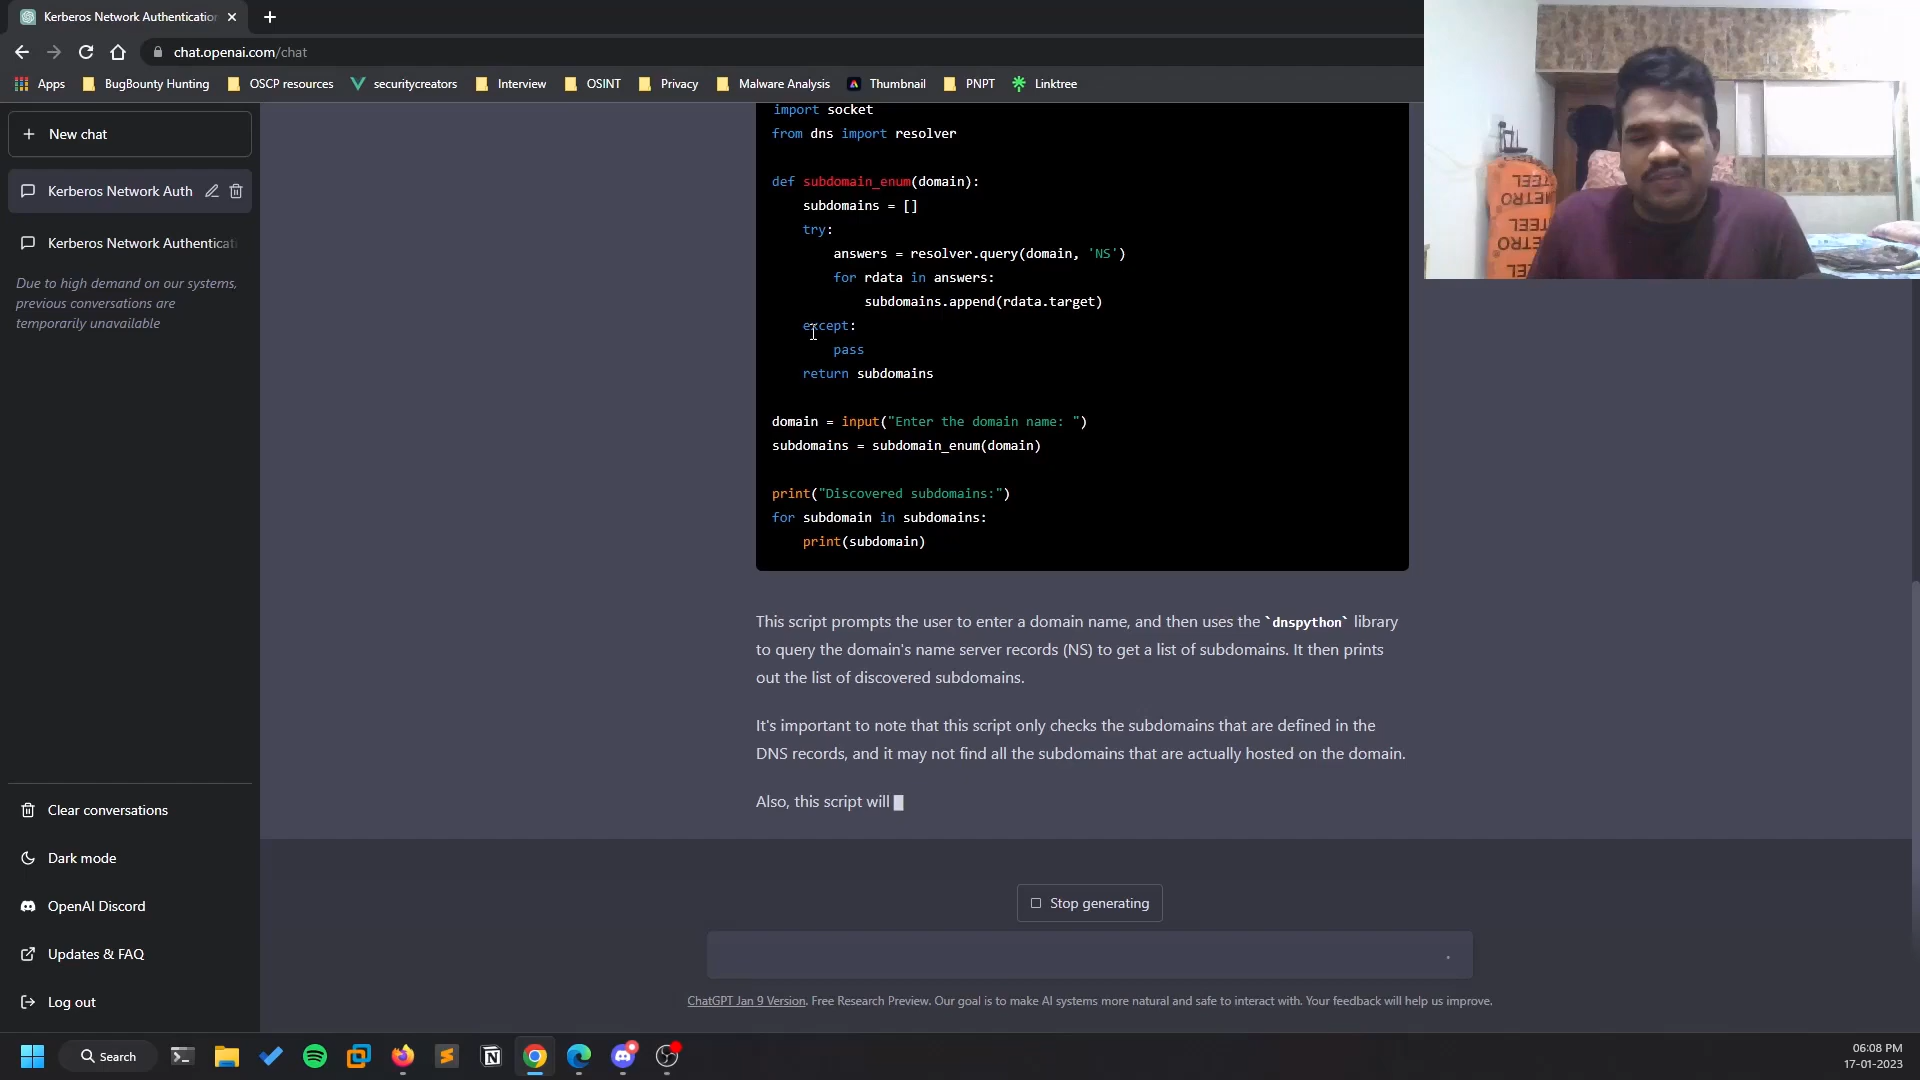 Kerberos Network Authentication
chat.openai.com/chat
Apps BugBounty Hunting OSCP resources securitycreators Interview OSINT Privacy Malware Analysis Thumbnail PNPT Linktree
New chat
Kerberos Network Auth
Kerberos Network Authenticat
Due to high demand on our systems,
previous conversations are
temporarily unavailable
Clear conversations
Dark mode
OpenAI Discord
Updates & FAQ
Log out
import socket
from dns import resolver
def subdomain_enum(domain):
subdomains = []
try:
answers = resolver.query(domain, 'NS')
for rdata in answers:
subdomains.append(rdata.target)
except:
pass
return subdomains
domain = input("Enter the domain name: ")
subdomains = subdomain_enum(domain)
print("Discovered subdomains:")
for subdomain in subdomains:
print(subdomain)
This script prompts the user to enter a domain name, and then uses the `dnspython` library
to query the domain's name server records (NS) to get a list of subdomains. It then prints
out the list of discovered subdomains.
It's important to note that this script only checks the subdomains that are defined in the
DNS records, and it may not find all the subdomains that are actually hosted on the domain.
Also, this script will
Stop generating
ChatGPT Jan 9 Version. Free Research Preview. Our goal is to make AI systems more natural and safe to interact with. Your feedback will help us improve.
Search
06:08 PM
17-01-2023